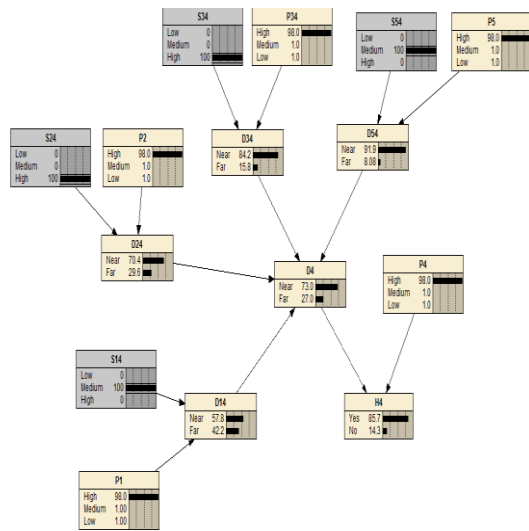 S34
Low 0
Medium 0
High 100
P34
High 98.0
Medium 1.0
Low 1.0
S54
Low 0
Medium 100
High 0
P5
High 98.0
Medium 1.0
Low 1.0
S24
Low 0
Medium 0
High 100
P2
High 98.0
Medium 1.0
Low 1.0
D34
Near 84.2
Far 15.8
D54
Near 91.9
Far 8.08
D24
Near 70.4
Far 29.6
D4
Near 73.0
Far 27.0
P4
High 98.0
Medium 1.0
Low 1.0
S14
Low 0
Medium 100
High 0
D14
Near 57.8
Far 42.2
H4
Yes 85.7
No 14.3
P1
High 98.0
Medium 1.00
Low 1.00